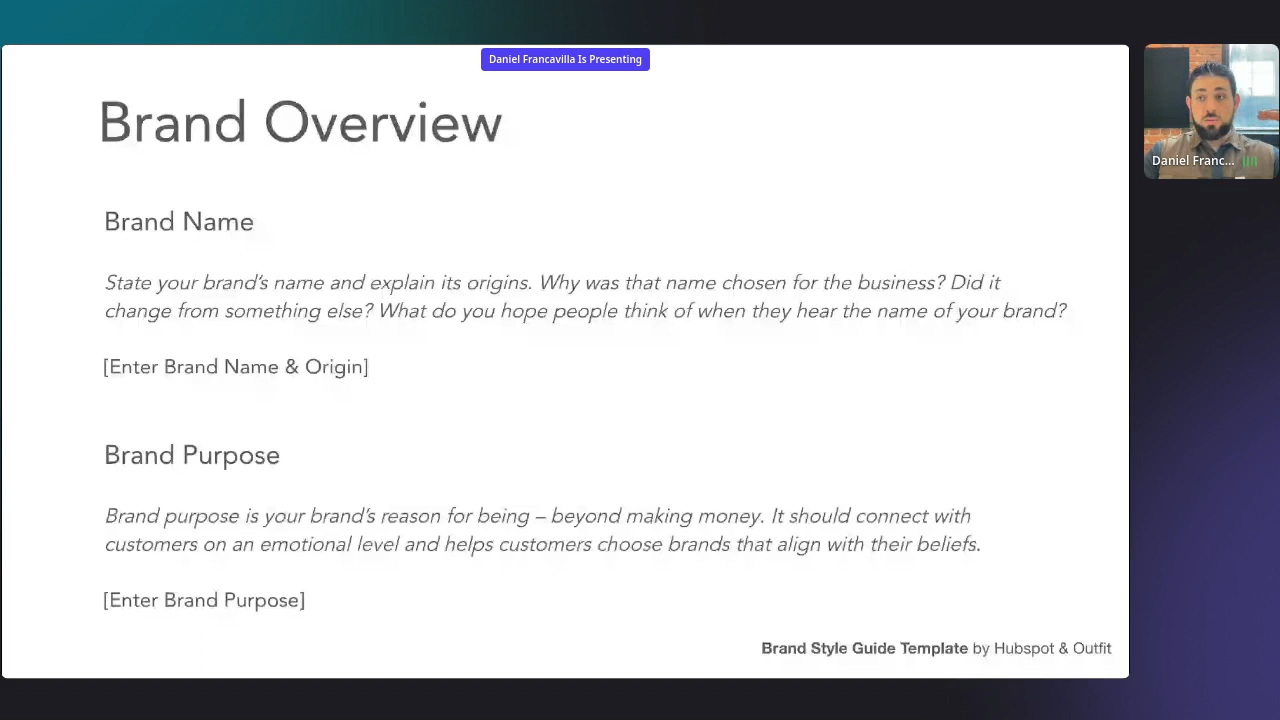 Daniel Francavilla Is Presenting
Brand Overview
Brand Name
State your brand’s name and explain its origins. Why was that name chosen for the business? Did it
change from something else? What do you hope people think of when they hear the name of your brand?
[Enter Brand Name & Origin]
Brand Purpose
Brand purpose is your brand’s reason for being – beyond making money. It should connect with
customers on an emotional level and helps customers choose brands that align with their beliefs.
[Enter Brand Purpose]
Brand Style Guide Template by Hubspot & Outfit
Daniel Franc...